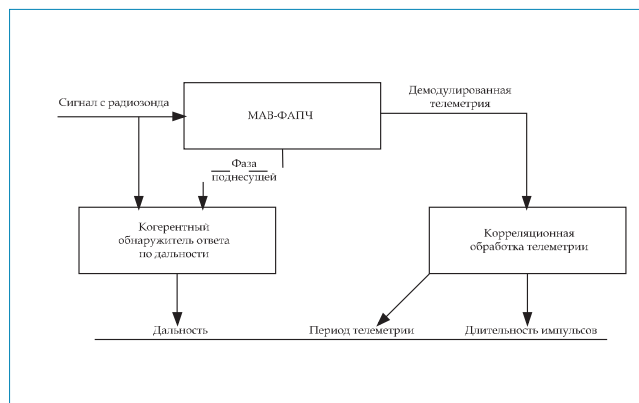 Сигнал с радиозонда
МАВ-ФАПЧ
Демодулированная
телеметрия
Фаза
поднесущей
Когерентный
обнаружитель ответа
по дальности
Корреляционная
обработка телеметрии
Дальность
Период телеметрии
Длительность импульсов